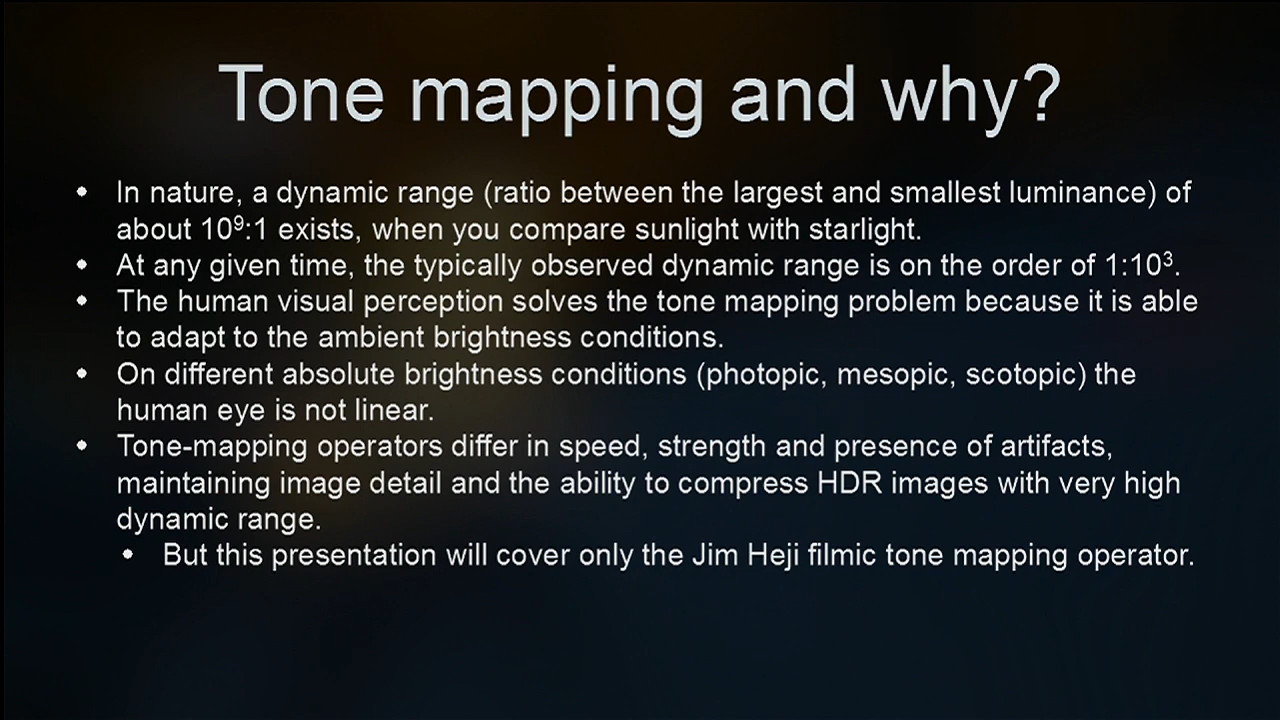 Tone mapping and why?
• In nature, a dynamic range (ratio between the largest and smallest luminance) of
about 10⁹:1 exists, when you compare sunlight with starlight.
• At any given time, the typically observed dynamic range is on the order of 1:10³.
• The human visual perception solves the tone mapping problem because it is able
to adapt to the ambient brightness conditions.
• On different absolute brightness conditions (photopic, mesopic, scotopic) the
human eye is not linear.
• Tone-mapping operators differ in speed, strength and presence of artifacts,
maintaining image detail and the ability to compress HDR images with very high
dynamic range.
• But this presentation will cover only the Jim Heji filmic tone mapping operator.